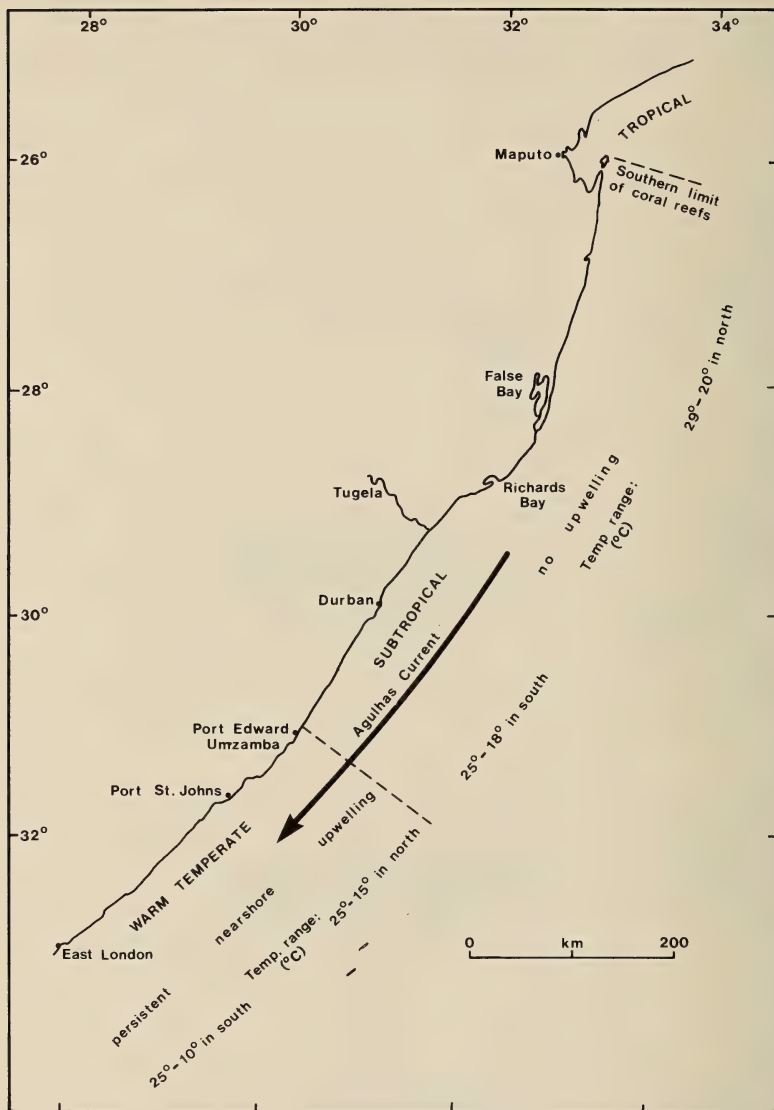 28°
30°
32°
34°
TROPICAL
26°
Maputo
Southern limit
of coral reefs
29°–20° in north
28°
False
Bay
Tugela
Richards
Bay
no upwelling
Temp. range:
(°C)
Durban
SUBTROPICAL
Agulhas Current
30°
25°–18° in south
Port Edward
Umzamba
Port St. Johns
32°
WARM TEMPERATE
persistent nearshore upwelling
Temp. range: 25°–15° in north
(°C)
25°–10° in south
East London
0 km 200